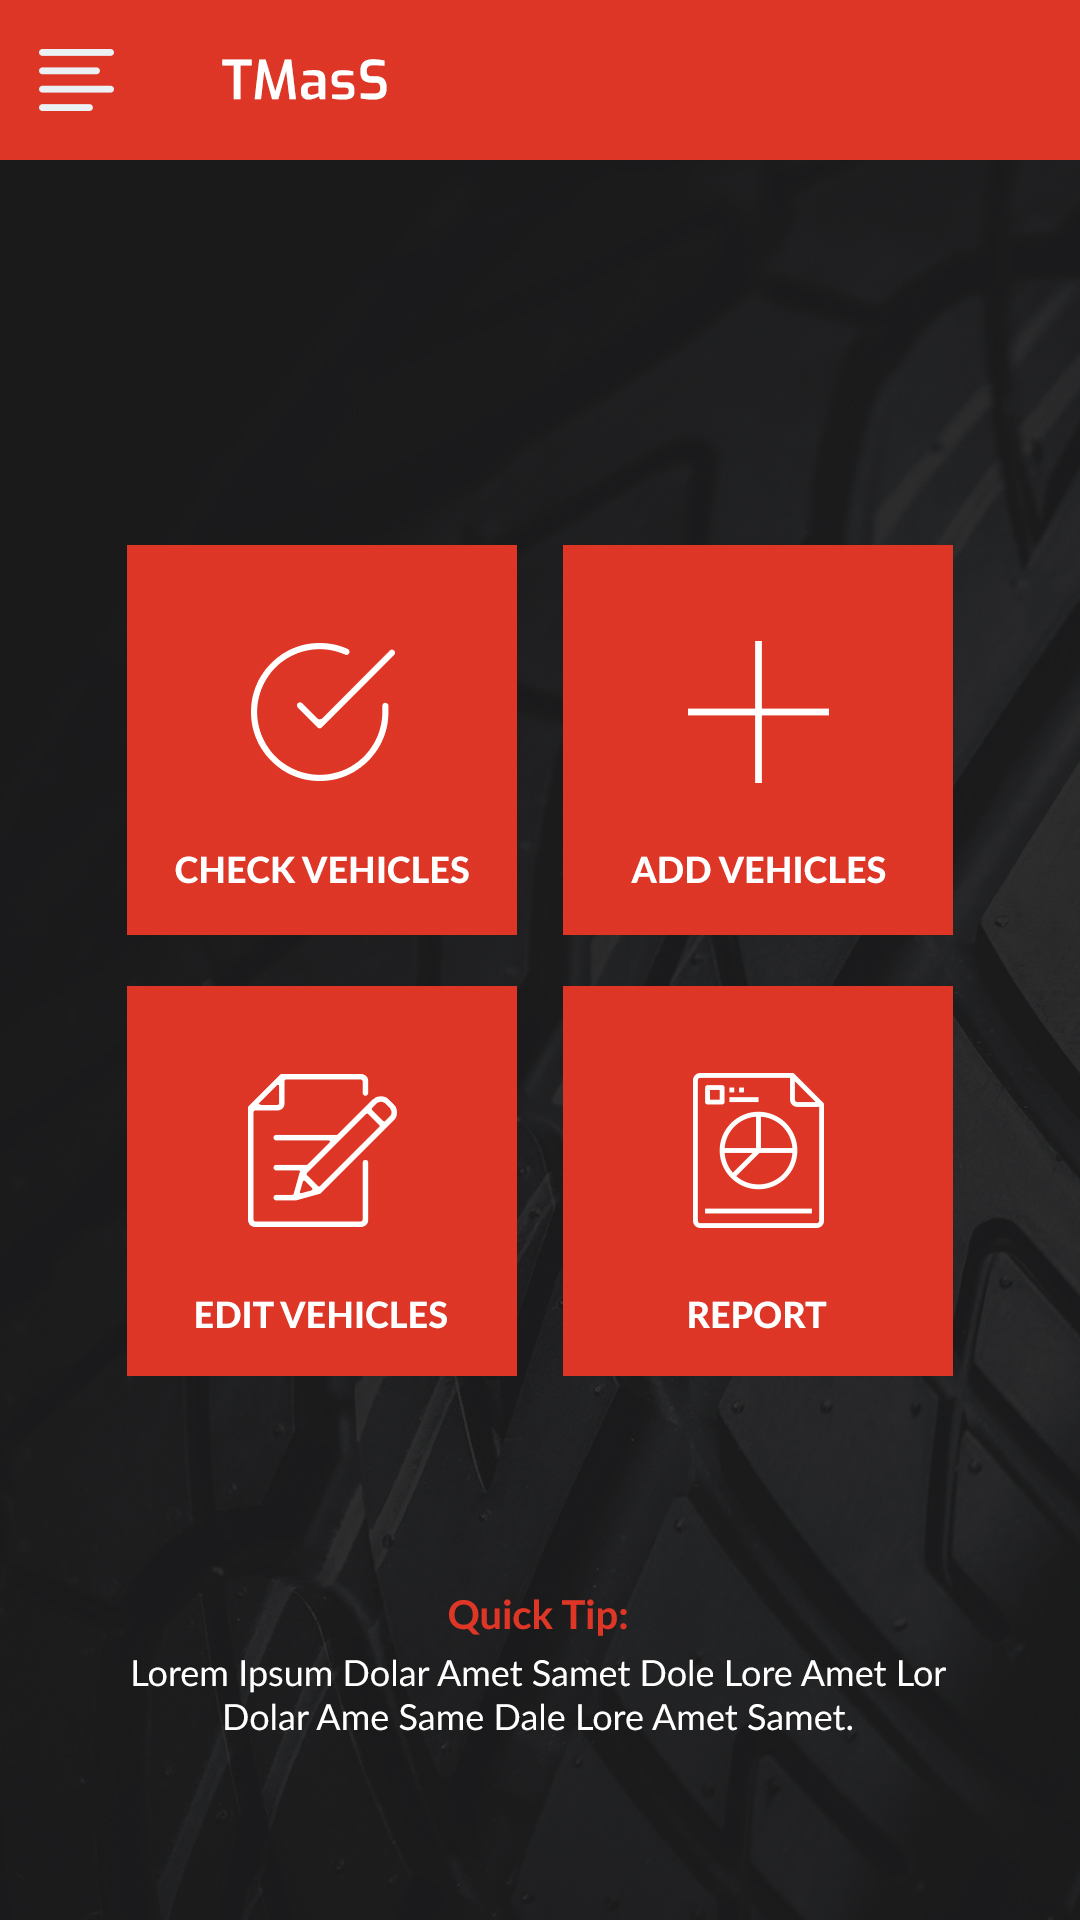 TMasS
CHECK VEHICLES
ADD VEHICLES
EDIT VEHICLES
REPORT
Quick Tip:
Lorem Ipsum Dolar Amet Samet Dole Lore Amet Lor
Dolar Ame Same Dale Lore Amet Samet.